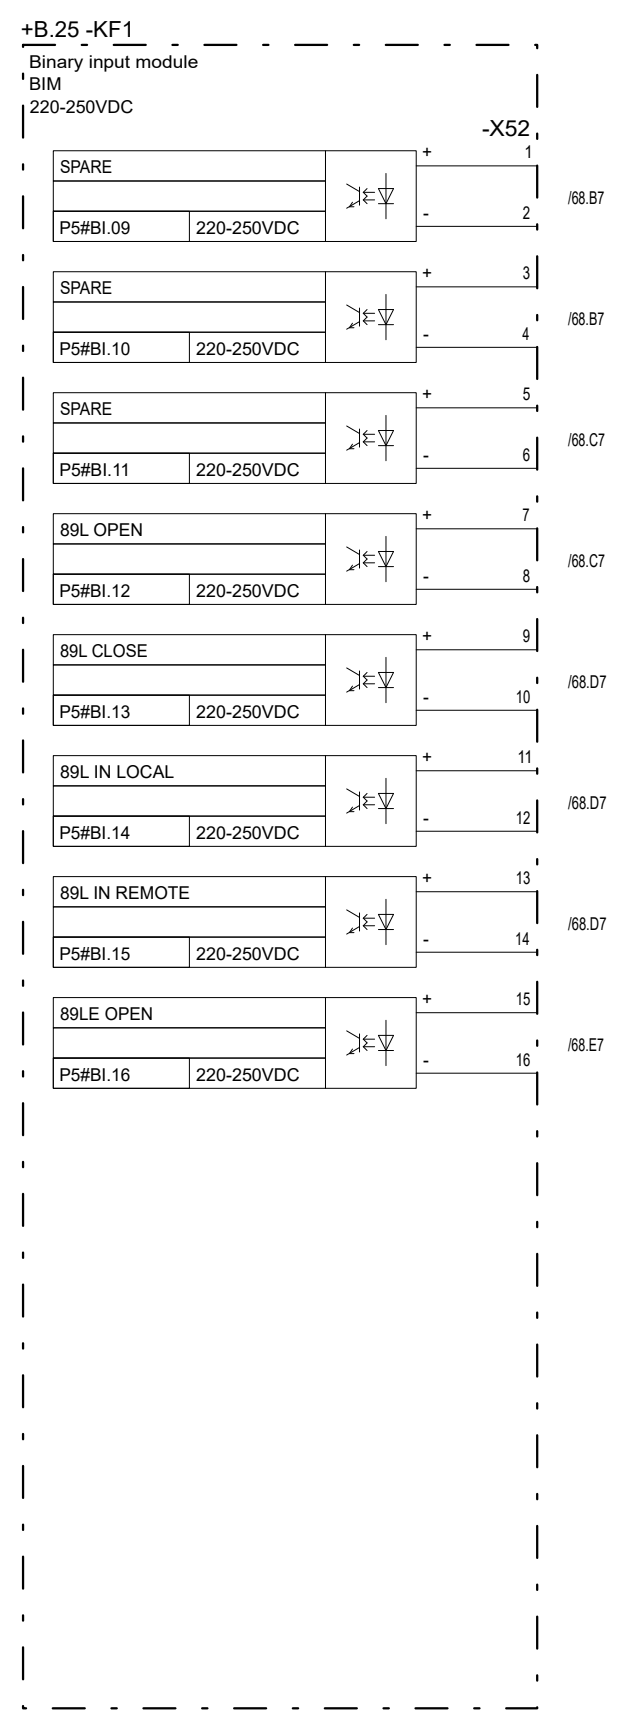 +B.25 -KF1
Binary input module
BIM
220-250VDC
-X52
SPARE
+ 1
/68.B7
- 2
P5#BI.09 220-250VDC
SPARE
+ 3
/68.B7
- 4
P5#BI.10 220-250VDC
SPARE
+ 5
/68.C7
- 6
P5#BI.11 220-250VDC
89L OPEN
+ 7
/68.C7
- 8
P5#BI.12 220-250VDC
89L CLOSE
+ 9
/68.D7
- 10
P5#BI.13 220-250VDC
89L IN LOCAL
+ 11
/68.D7
- 12
P5#BI.14 220-250VDC
89L IN REMOTE
+ 13
/68.D7
- 14
P5#BI.15 220-250VDC
89LE OPEN
+ 15
/68.E7
- 16
P5#BI.16 220-250VDC